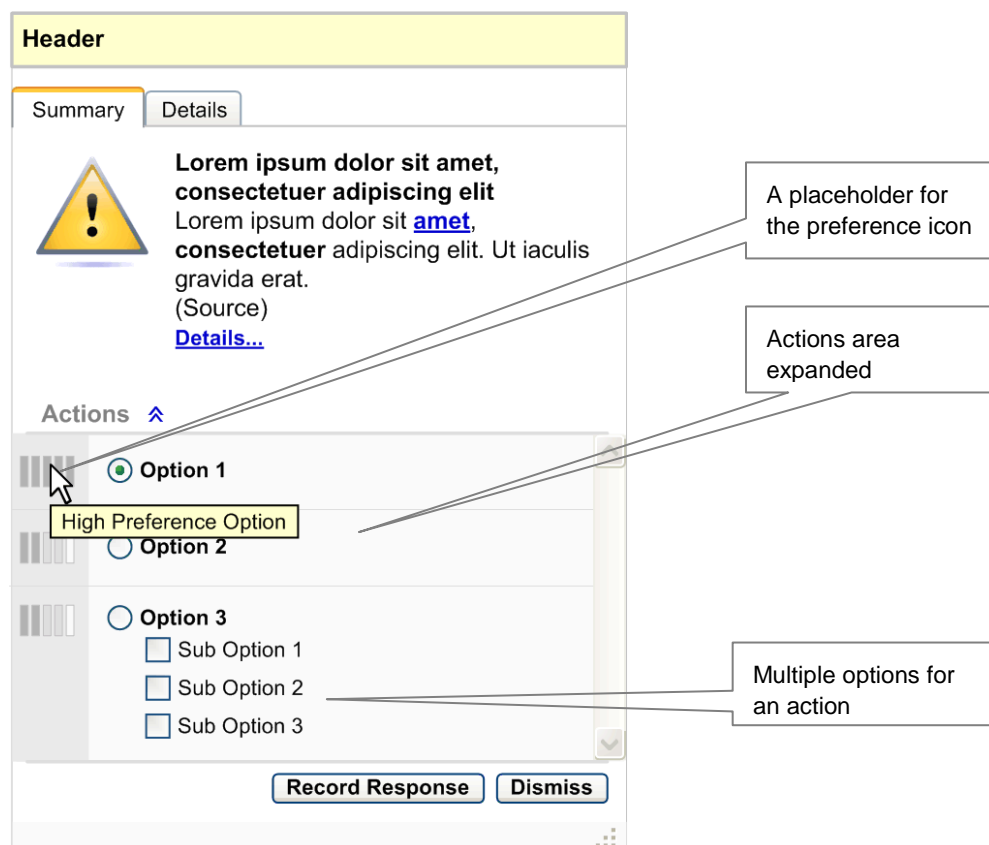 Header
Summary
Details
Lorem ipsum dolor sit amet,
consectetuer adipiscing elit
Lorem ipsum dolor sit amet,
consectetuer adipiscing elit. Ut iaculis
gravida erat.
(Source)
Details...
A placeholder for
the preference icon
Actions area
expanded
Actions
Option 1
High Preference Option
Option 2
Option 3
Sub Option 1
Sub Option 2
Sub Option 3
Multiple options for
an action
Record Response
Dismiss